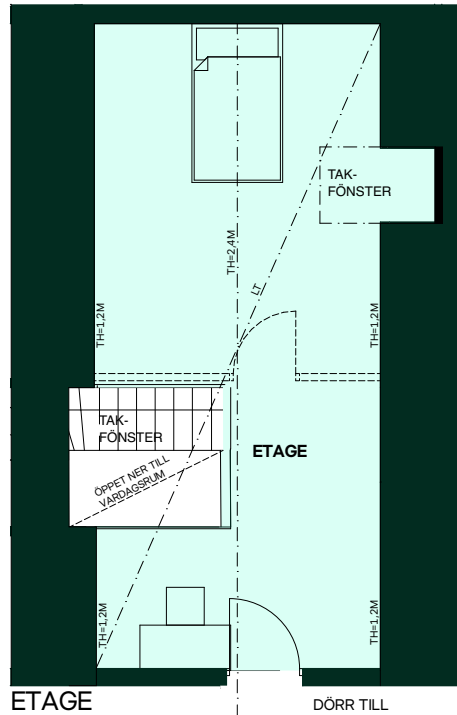 TAK-
FÖNSTER
TH=2,4M
LT
TH=1,2M
TH=1,2M
TAK-
FÖNSTER
ETAGE
ÖPPET NER TILL
VARDAGSRUM
TH=1,2M
TH=1,2M
ETAGE
DÖRR TILL